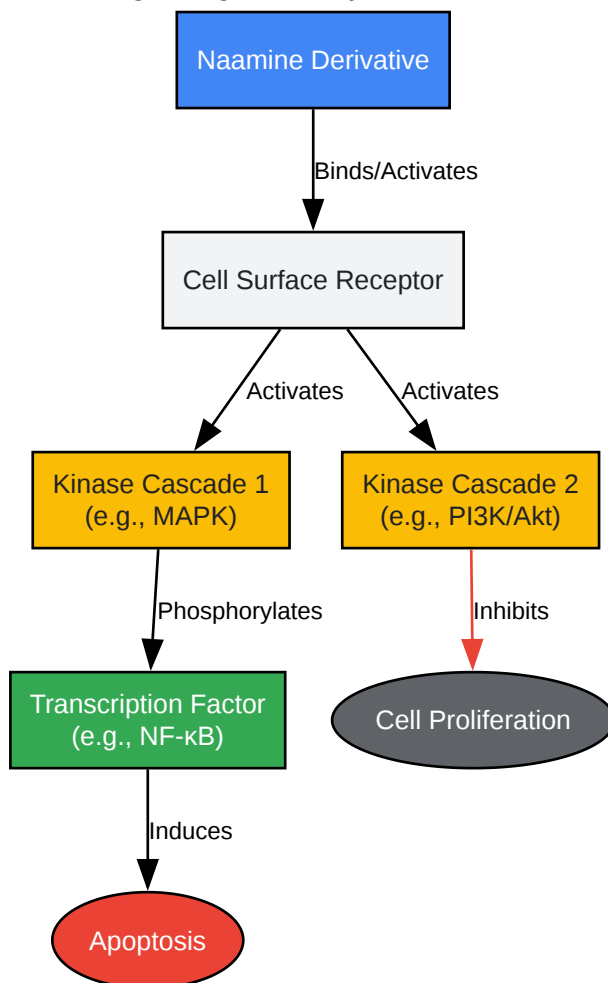 Naamine Derivative
Binds/Activates
Cell Surface Receptor
Activates
Activates
Kinase Cascade 1
(e.g., MAPK)
Kinase Cascade 2
(e.g., PI3K/Akt)
Phosphorylates
Inhibits
Transcription Factor
(e.g., NF-κB)
Cell Proliferation
Induces
Apoptosis